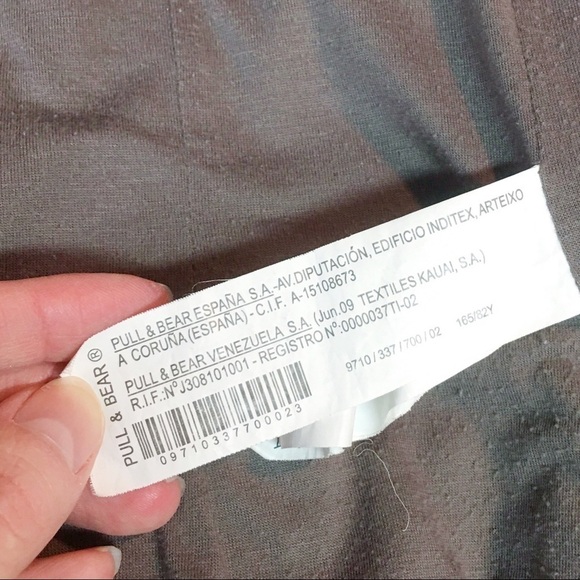 PULL & BEAR®
PULL & BEAR ESPAÑA S.A.-AV.DIPUTACIÓN, EDIFICIO INDITEX, ARTEIXO
A CORUÑA (ESPAÑA) - C.I.F. A-15108673
PULL & BEAR VENEZUELA S.A. (Jun.09 TEXTILES KAUAI, S.A.)
R.I.F.:Nº J308101001 - REGISTRO Nº:0000037TI-02
9710/337/700/02 165/82Y
09710337700023